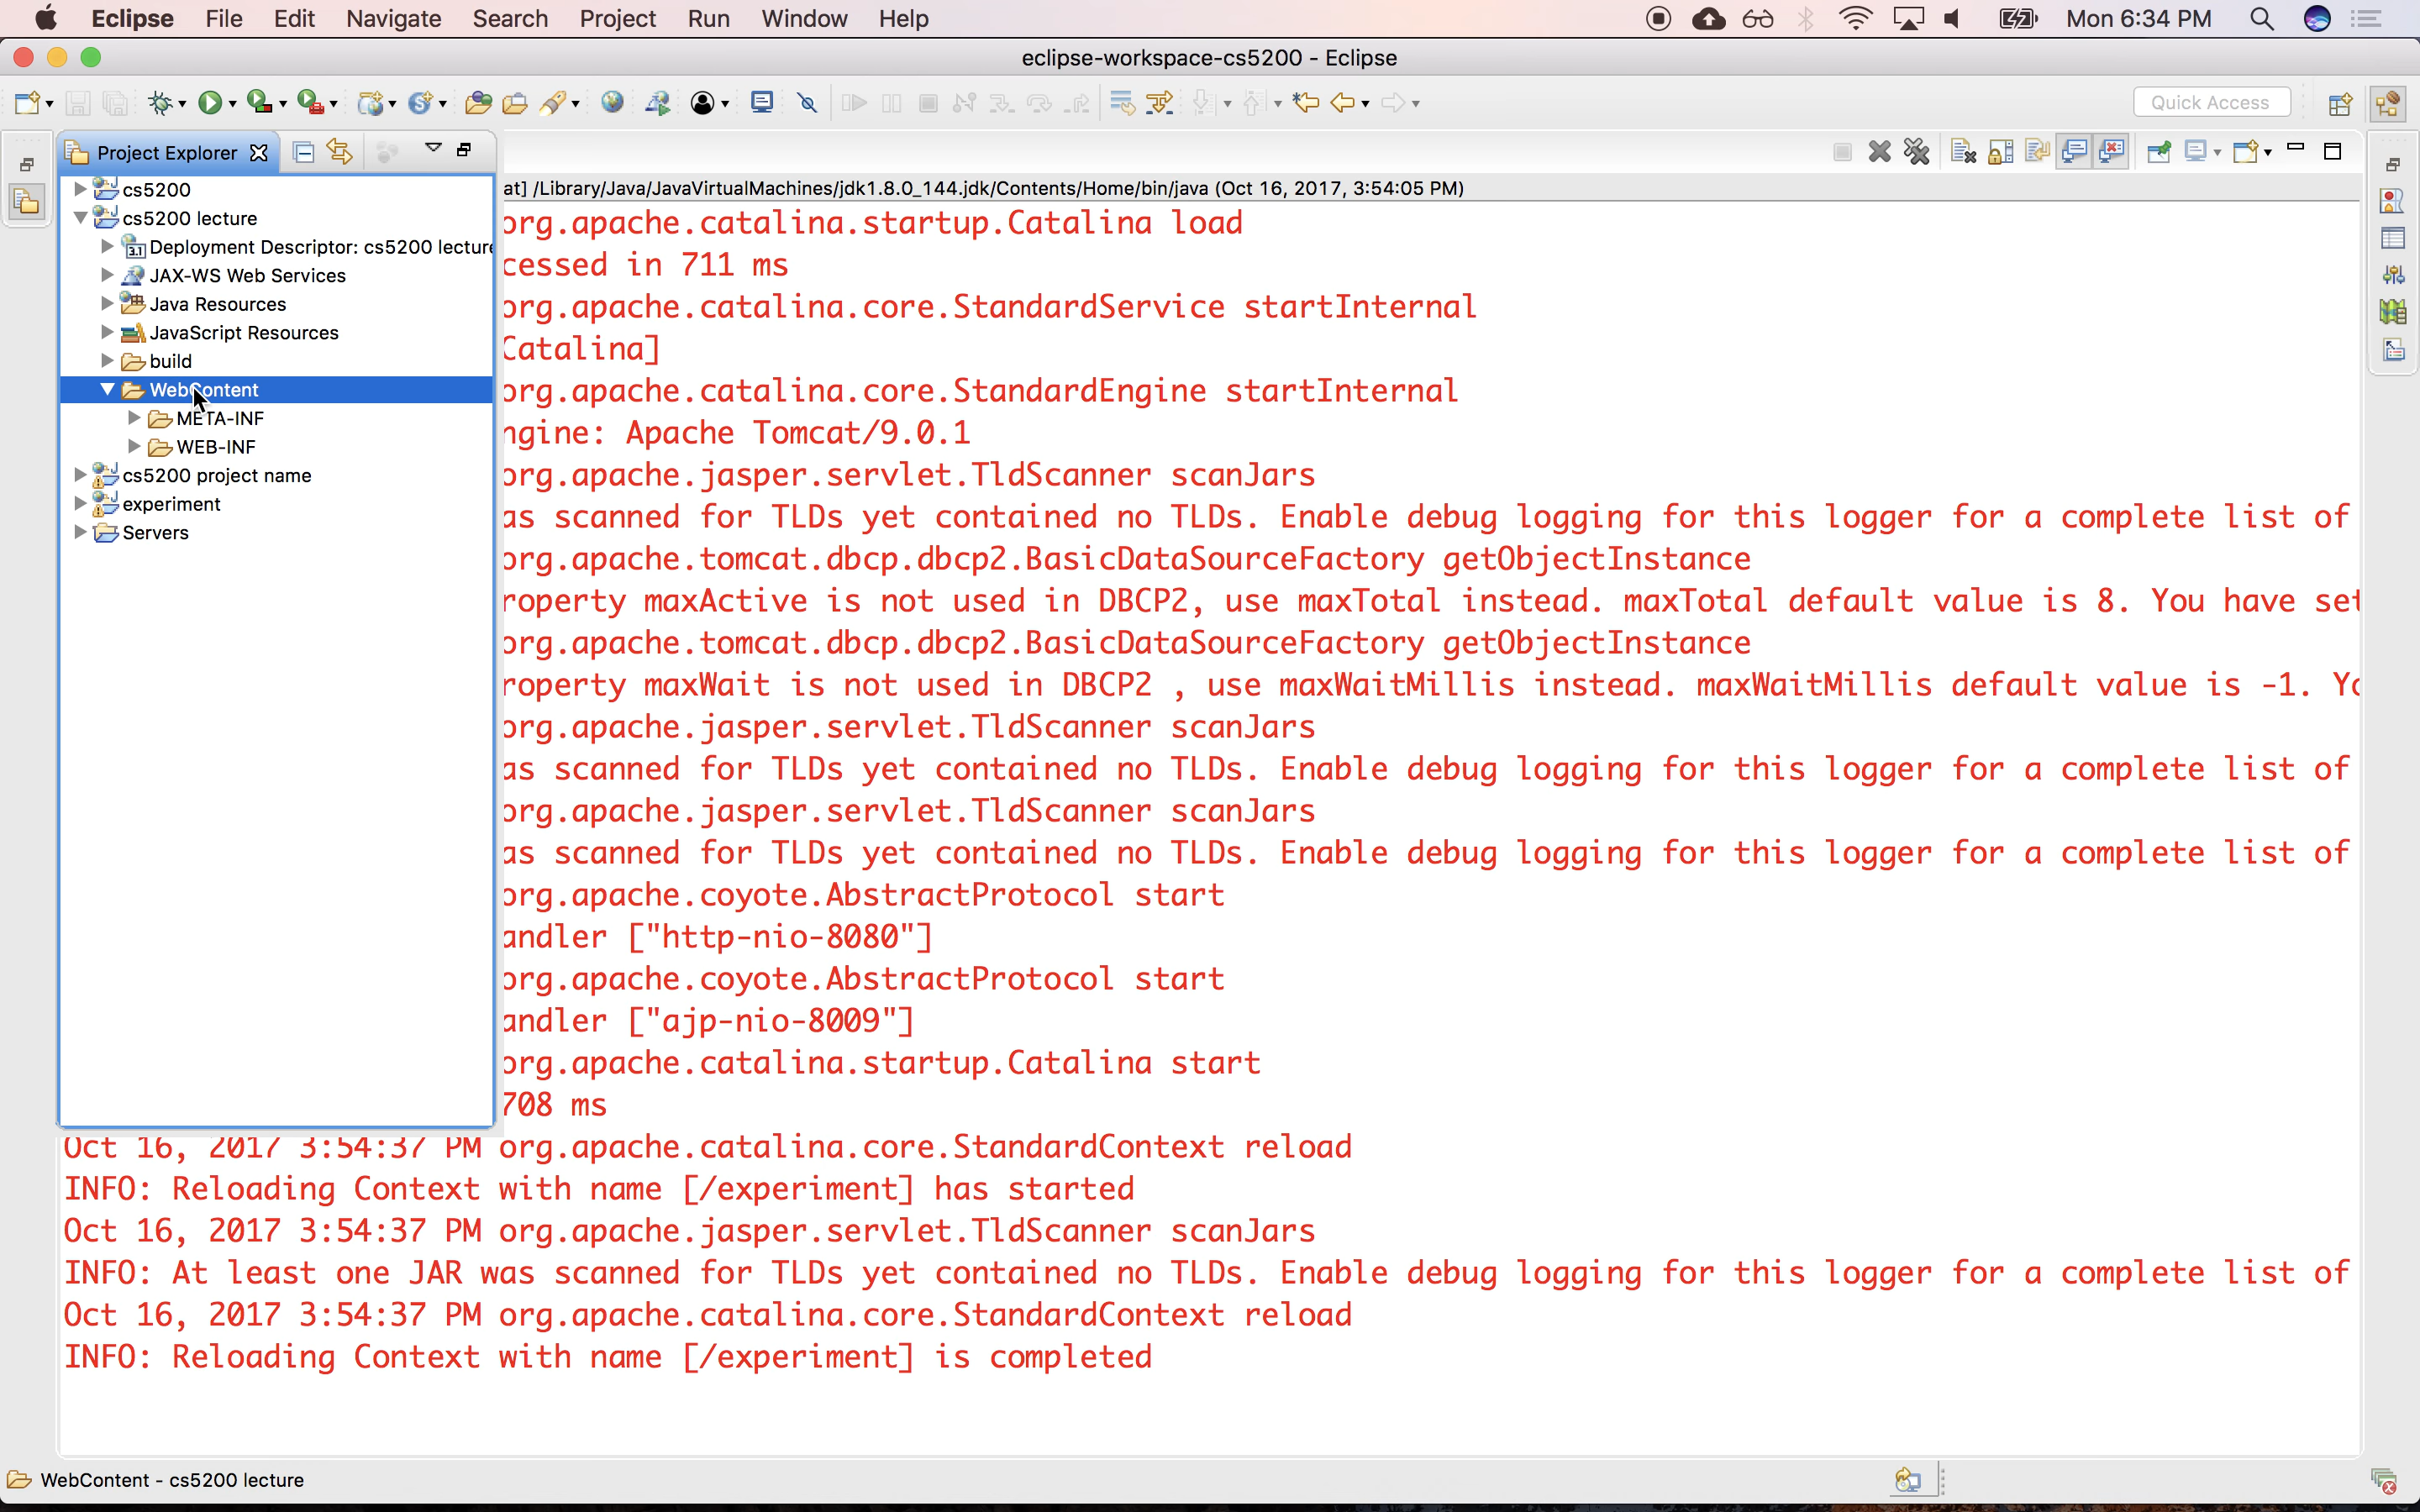 Eclipse File Edit Navigate Search Project Run Window Help Mon 6:34 PM
eclipse-workspace-cs5200 - Eclipse
Quick Access
Project Explorer
cs5200
at] /Library/Java/JavaVirtualMachines/jdk1.8.0_144.jdk/Contents/Home/bin/java (Oct 16, 2017, 3:54:05 PM)
cs5200 lecture
Deployment Descriptor: cs5200 lecture
JAX-WS Web Services
Java Resources
JavaScript Resources
build
WebContent
META-INF
WEB-INF
cs5200 project name
experiment
Servers
org.apache.catalina.startup.Catalina load
cessed in 711 ms
org.apache.catalina.core.StandardService startInternal
Catalina]
org.apache.catalina.core.StandardEngine startInternal
ngine: Apache Tomcat/9.0.1
org.apache.jasper.servlet.TldScanner scanJars
as scanned for TLDs yet contained no TLDs. Enable debug logging for this logger for a complete list of
org.apache.tomcat.dbcp.dbcp2.BasicDataSourceFactory getObjectInstance
roperty maxActive is not used in DBCP2, use maxTotal instead. maxTotal default value is 8. You have set
org.apache.tomcat.dbcp.dbcp2.BasicDataSourceFactory getObjectInstance
roperty maxWait is not used in DBCP2 , use maxWaitMillis instead. maxWaitMillis default value is -1. Yo
org.apache.jasper.servlet.TldScanner scanJars
as scanned for TLDs yet contained no TLDs. Enable debug logging for this logger for a complete list of
org.apache.jasper.servlet.TldScanner scanJars
as scanned for TLDs yet contained no TLDs. Enable debug logging for this logger for a complete list of
org.apache.coyote.AbstractProtocol start
andler ["http-nio-8080"]
org.apache.coyote.AbstractProtocol start
andler ["ajp-nio-8009"]
org.apache.catalina.startup.Catalina start
708 ms
Oct 16, 2017 3:54:37 PM org.apache.catalina.core.StandardContext reload
INFO: Reloading Context with name [/experiment] has started
Oct 16, 2017 3:54:37 PM org.apache.jasper.servlet.TldScanner scanJars
INFO: At least one JAR was scanned for TLDs yet contained no TLDs. Enable debug logging for this logger for a complete list of
Oct 16, 2017 3:54:37 PM org.apache.catalina.core.StandardContext reload
INFO: Reloading Context with name [/experiment] is completed
WebContent - cs5200 lecture